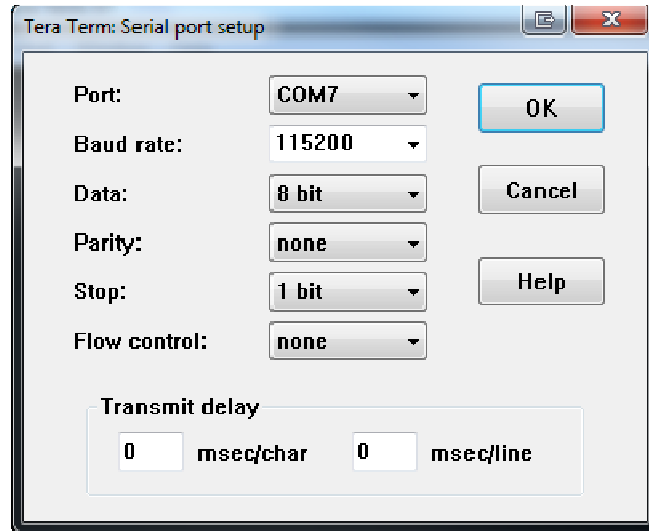 Tera Term: Serial port setup
Port: COM7
OK
Baud rate: 115200
Data: 8 bit
Cancel
Parity: none
Stop: 1 bit
Help
Flow control: none
Transmit delay
0 msec/char 0 msec/line